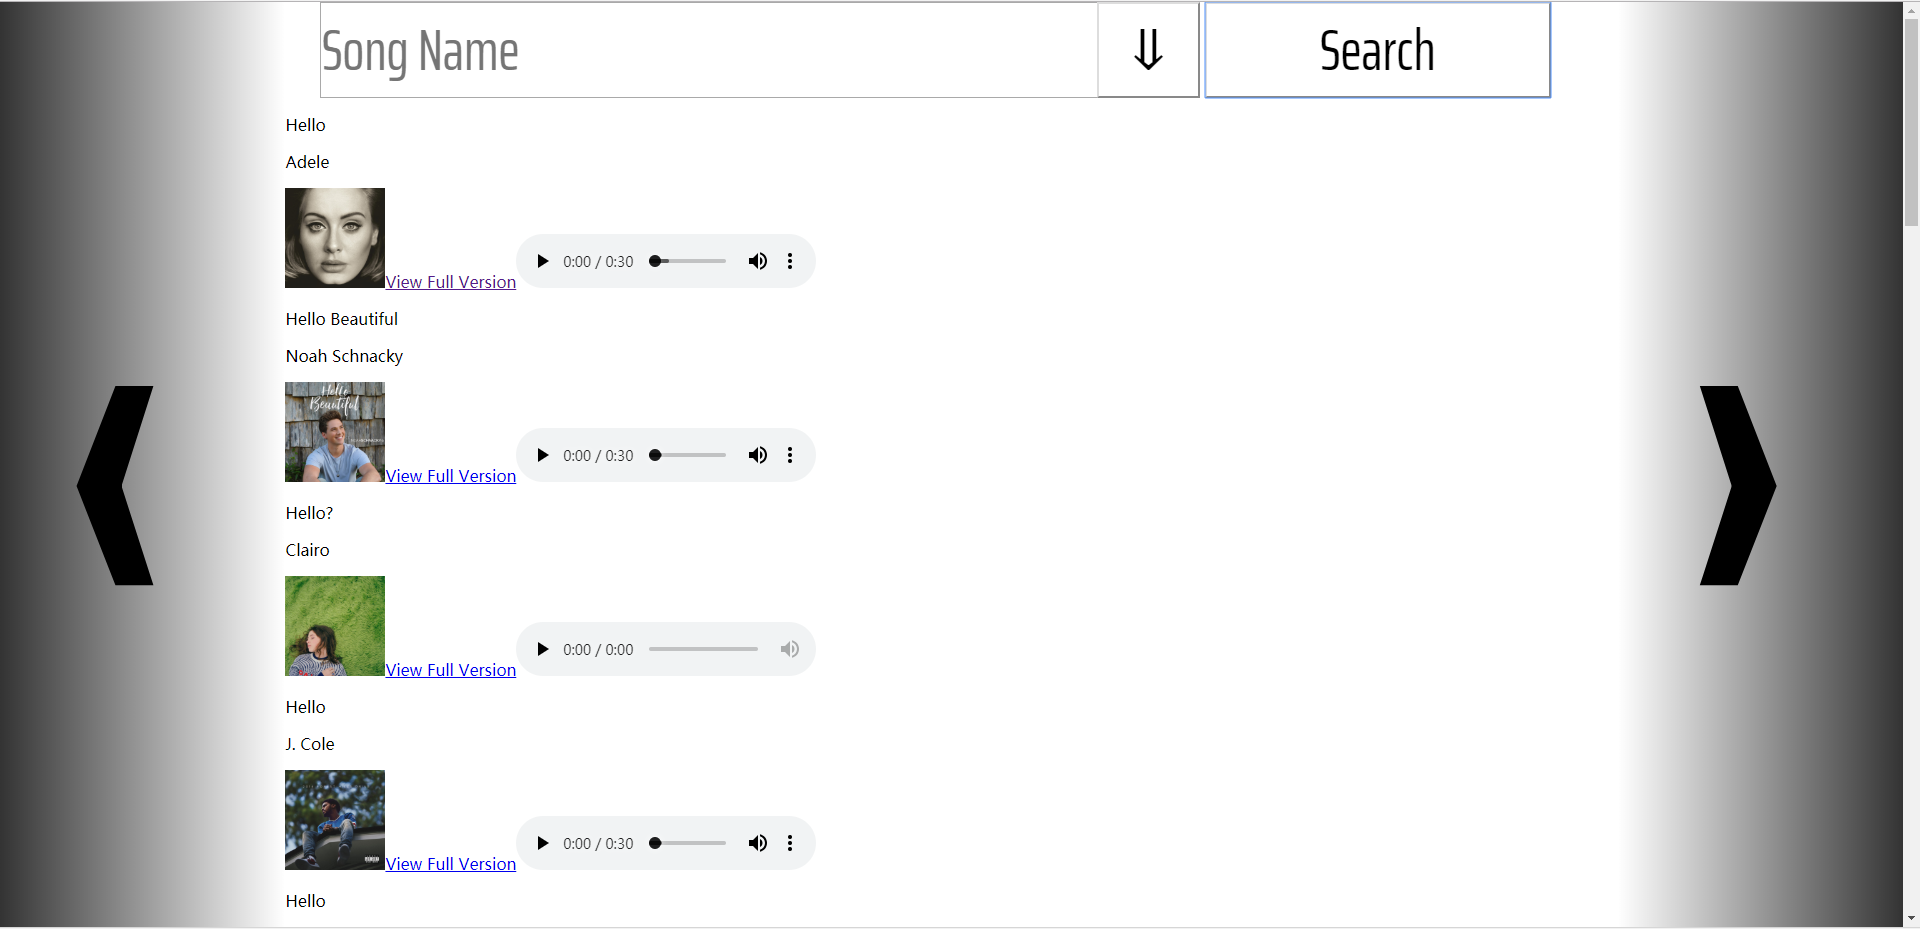 Song Name ⇓ Search
Hello
Adele
View Full Version 0:00 / 0:30
Hello Beautiful
Noah Schnacky
Hello
Beautiful
View Full Version 0:00 / 0:30
Hello?
Clairo
View Full Version 0:00 / 0:00
Hello
J. Cole
View Full Version 0:00 / 0:30
Hello